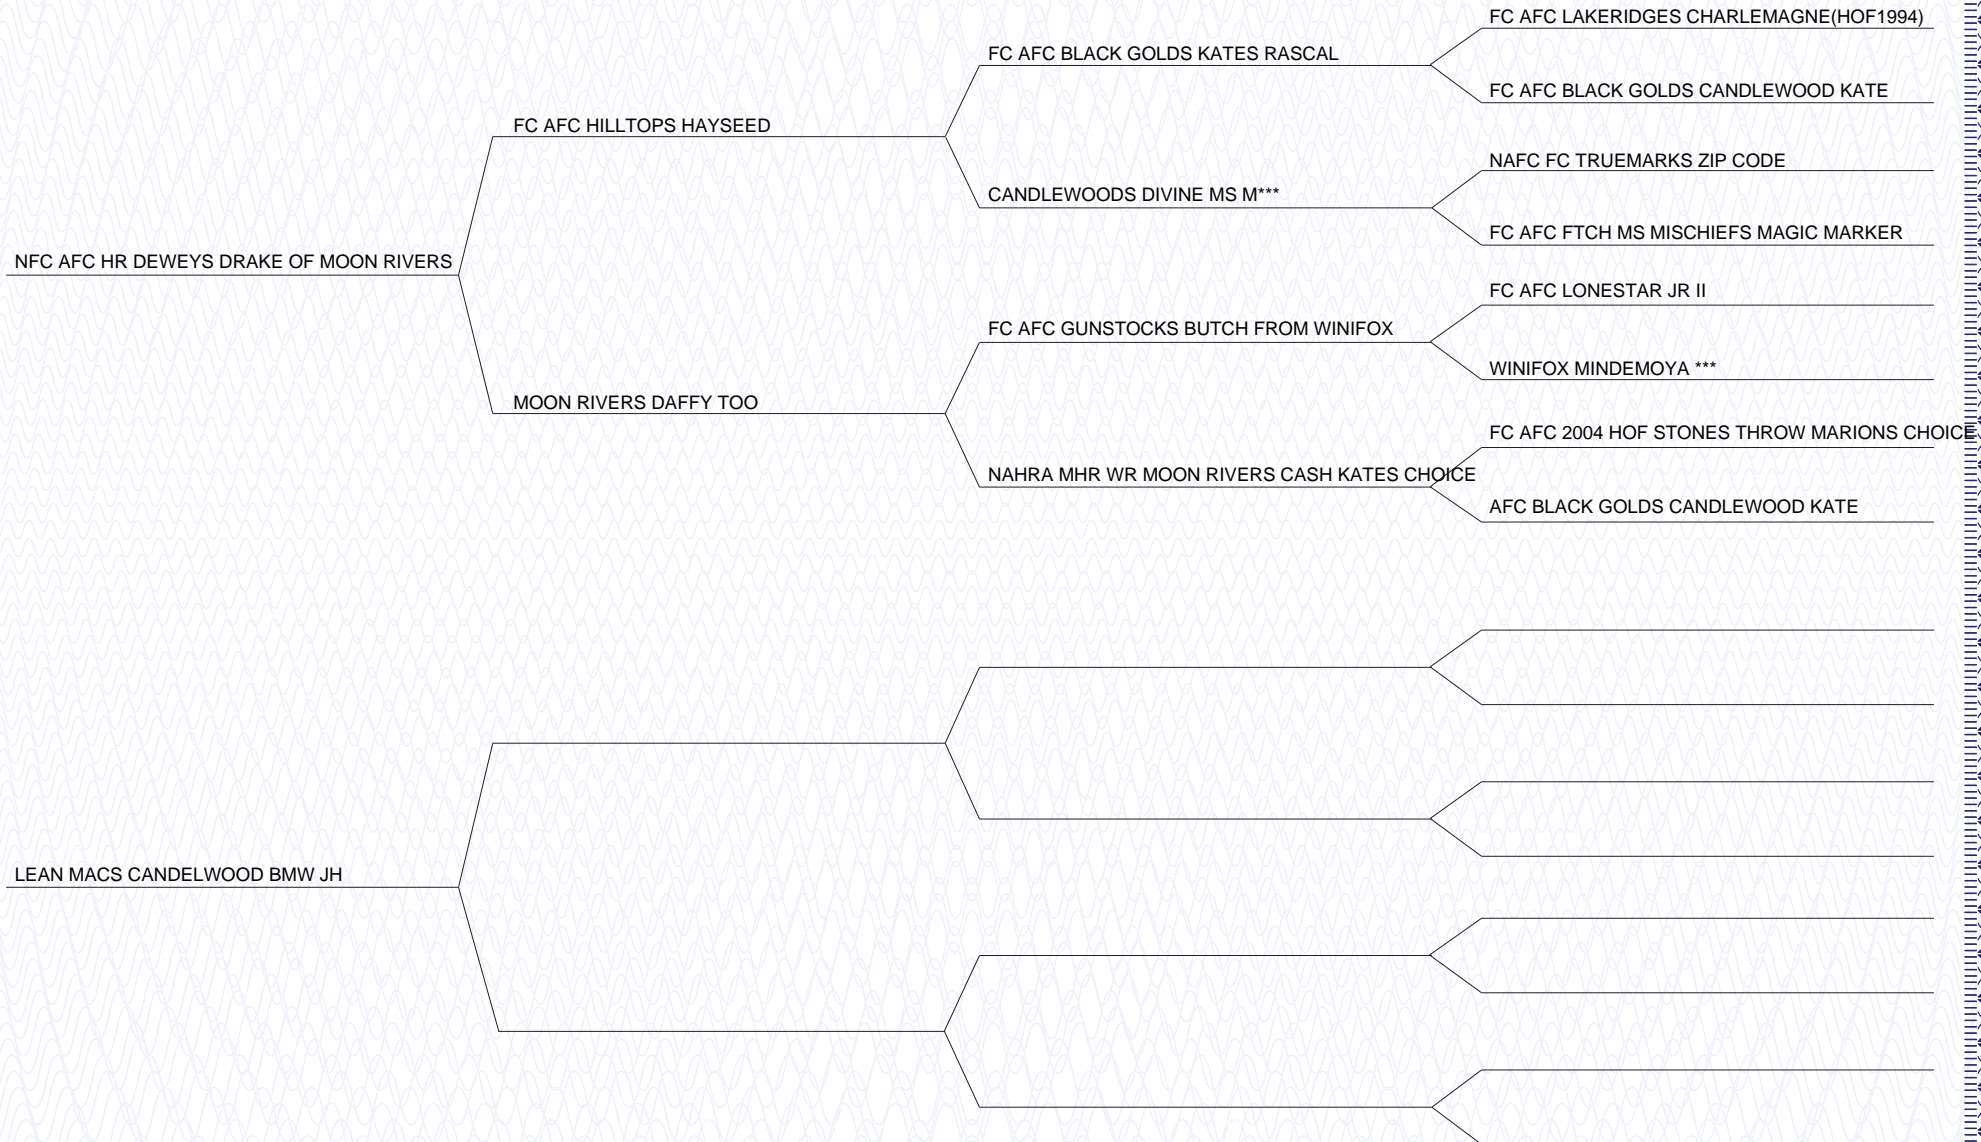 FC AFC LAKERIDGES CHARLEMAGNE(HOF1994)
FC AFC BLACK GOLDS KATES RASCAL
FC AFC BLACK GOLDS CANDLEWOOD KATE
FC AFC HILLTOPS HAYSEED
NAFC FC TRUEMARKS ZIP CODE
CANDLEWOODS DIVINE MS M***
FC AFC FTCH MS MISCHIEFS MAGIC MARKER
NFC AFC HR DEWEYS DRAKE OF MOON RIVERS
FC AFC LONESTAR JR II
FC AFC GUNSTOCKS BUTCH FROM WINIFOX
WINIFOX MINDEMOYA ***
MOON RIVERS DAFFY TOO
FC AFC 2004 HOF STONES THROW MARIONS CHOICE
NAHRA MHR WR MOON RIVERS CASH KATES CHOICE
AFC BLACK GOLDS CANDLEWOOD KATE
LEAN MACS CANDELWOOD BMW JH